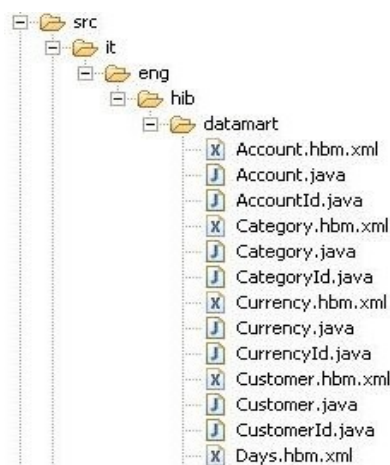 src
it
eng
hib
datamart
Account.hbm.xml
Account.java
AccountId.java
Category.hbm.xml
Category.java
CategoryId.java
Currency.hbm.xml
Currency.java
CurrencyId.java
Customer.hbm.xml
Customer.java
CustomerId.java
Days.hbm.xml